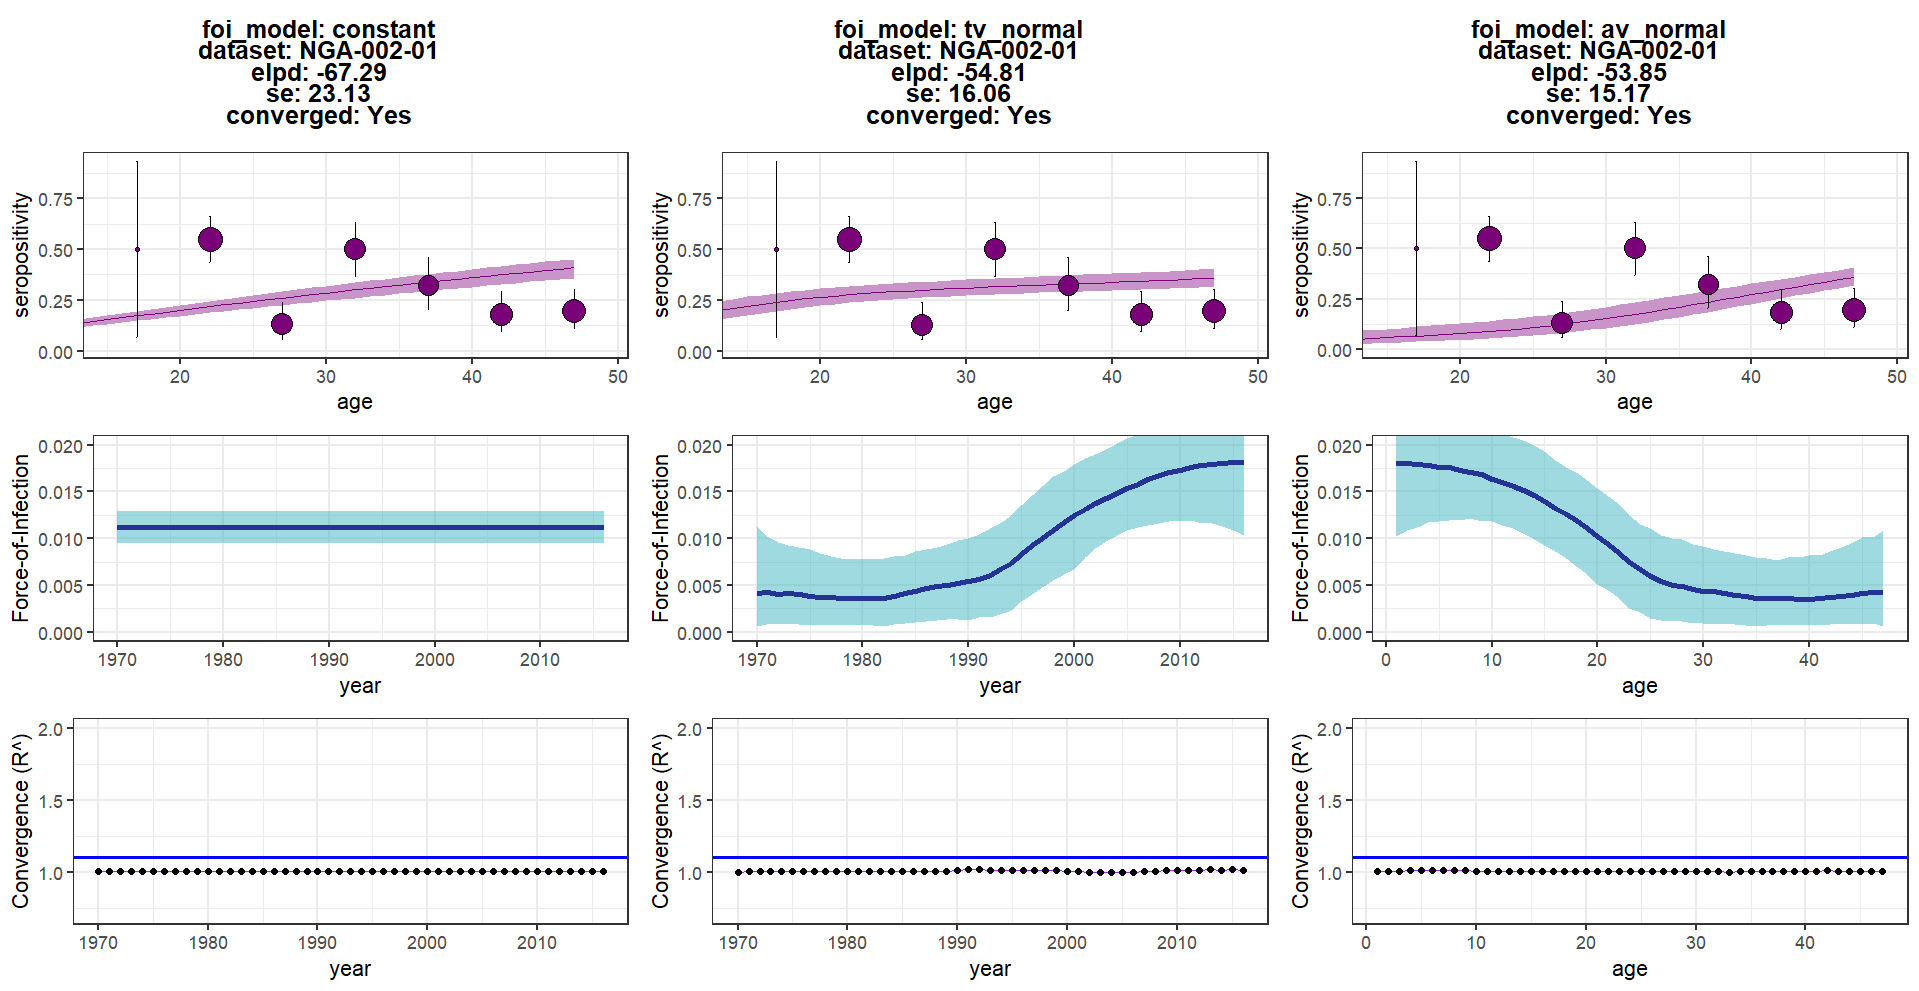 foi_model: constant
dataset: NGA-002-01
elpd: -67.29
se: 23.13
converged: Yes
foi_model: tv_normal
dataset: NGA-002-01
elpd: -54.81
se: 16.06
converged: Yes
foi_model: av_normal
dataset: NGA-002-01
elpd: -53.85
se: 15.17
converged: Yes
seropositivity
0.75
0.50
0.25
0.00
20 30 40 50
age
seropositivity
0.75
0.50
0.25
0.00
20 30 40 50
age
seropositivity
0.75
0.50
0.25
0.00
20 30 40 50
age
Force-of-Infection
0.020
0.015
0.010
0.005
0.000
1970 1980 1990 2000 2010
year
Force-of-Infection
0.020
0.015
0.010
0.005
0.000
1970 1980 1990 2000 2010
year
Force-of-Infection
0.020
0.015
0.010
0.005
0.000
0 10 20 30 40
age
Convergence (R^)
2.0
1.5
1.0
1970 1980 1990 2000 2010
year
Convergence (R^)
2.0
1.5
1.0
1970 1980 1990 2000 2010
year
Convergence (R^)
2.0
1.5
1.0
0 10 20 30 40
age